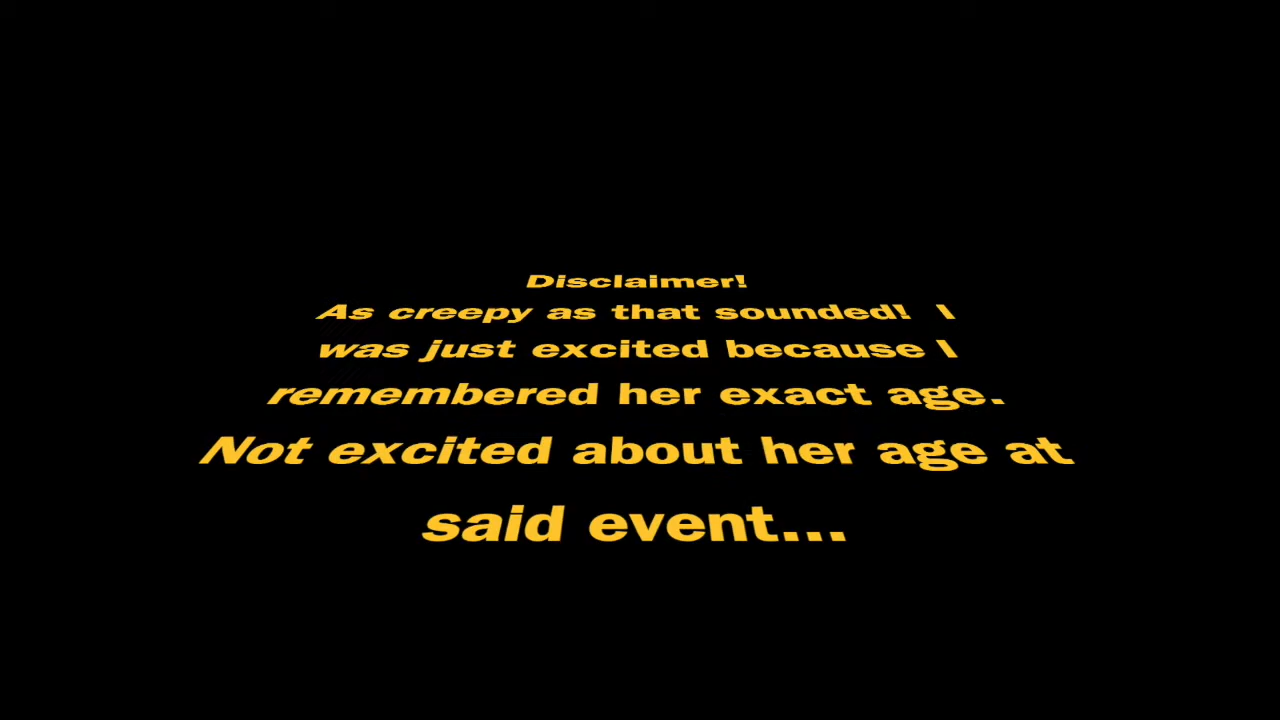 Disclaimer!
As creepy as that sounded! I
was just excited because I
remembered her exact age.
Not excited about her age at
said event...